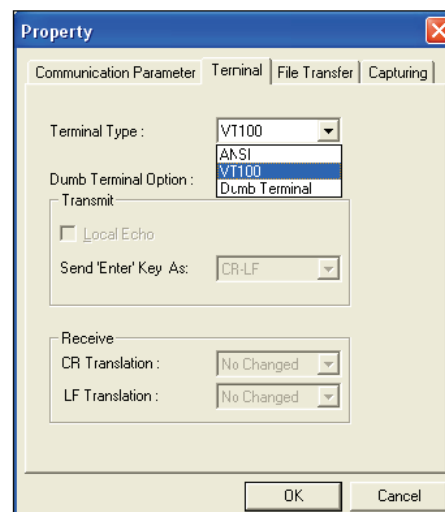 Property
Communication Parameter Terminal File Transfer Capturing
Terminal Type : VT100
ANSI
VT100
Dumb Terminal
Dumb Terminal Option :
Transmit
Local Echo
Send 'Enter' Key As: CR-LF
Receive
CR Translation : No Changed
LF Translation : No Changed
OK Cancel